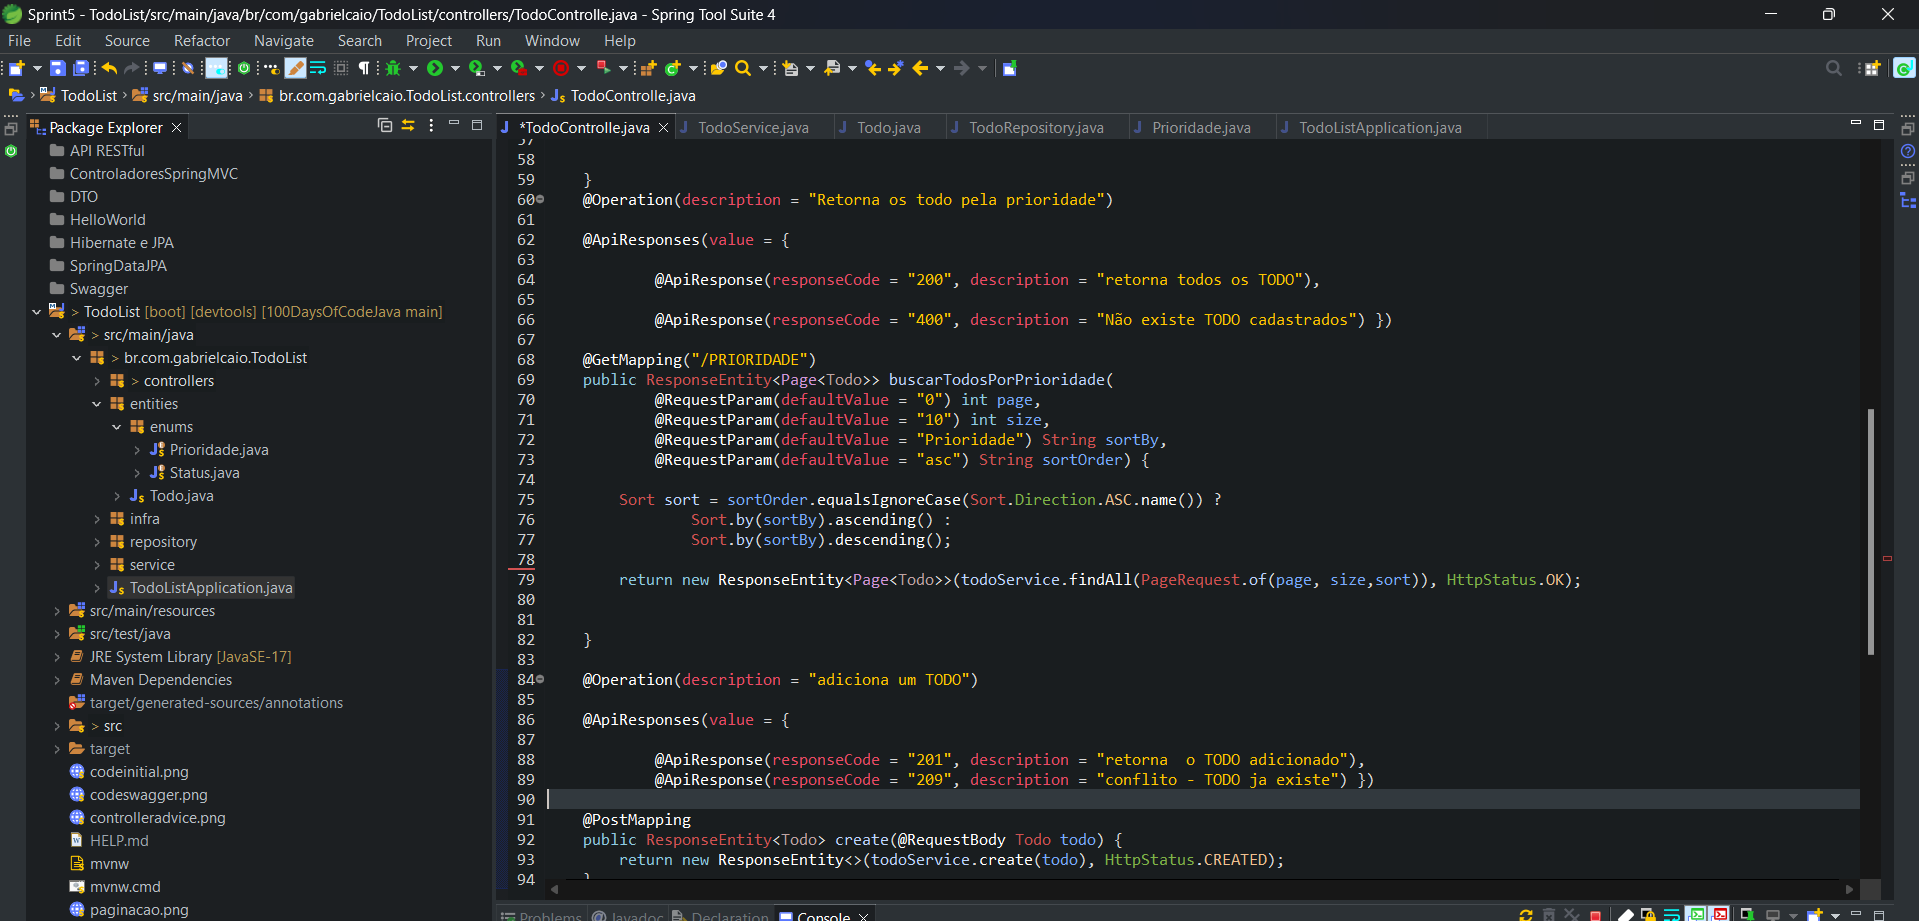 Sprint5 - TodoList/src/main/java/br/com/gabrielcaio/TodoList/controllers/TodoControlle.java - Spring Tool Suite 4
File Edit Source Refactor Navigate Search Project Run Window Help
TodoList › src/main/java › br.com.gabrielcaio.TodoList.controllers › TodoControlle.java
Package Explorer
*TodoControlle.java TodoService.java Todo.java TodoRepository.java Prioridade.java TodoListApplication.java
API RESTful
ControladoresSpringMVC
DTO
HelloWorld
Hibernate e JPA
SpringDataJPA
Swagger
> TodoList [boot] [devtools] [100DaysOfCodeJava main]
> src/main/java
> br.com.gabrielcaio.TodoList
> controllers
entities
enums
Prioridade.java
Status.java
Todo.java
infra
repository
service
TodoListApplication.java
src/main/resources
src/test/java
JRE System Library [JavaSE-17]
Maven Dependencies
target/generated-sources/annotations
> src
target
codeinitial.png
codeswagger.png
controlleradvice.png
HELP.md
mvnw
mvnw.cmd
paginacao.png
57
58
59 }
60 @Operation(description = "Retorna os todo pela prioridade")
61
62 @ApiResponses(value = {
63
64 @ApiResponse(responseCode = "200", description = "retorna todos os TODO"),
65
66 @ApiResponse(responseCode = "400", description = "Não existe TODO cadastrados") })
67
68 @GetMapping("/PRIORIDADE")
69 public ResponseEntity<Page<Todo>> buscarTodosPorPrioridade(
70 @RequestParam(defaultValue = "0") int page,
71 @RequestParam(defaultValue = "10") int size,
72 @RequestParam(defaultValue = "Prioridade") String sortBy,
73 @RequestParam(defaultValue = "asc") String sortOrder) {
74
75 Sort sort = sortOrder.equalsIgnoreCase(Sort.Direction.ASC.name()) ?
76 Sort.by(sortBy).ascending() :
77 Sort.by(sortBy).descending();
78
79 return new ResponseEntity<Page<Todo>>(todoService.findAll(PageRequest.of(page, size,sort)), HttpStatus.OK);
80
81
82 }
83
84 @Operation(description = "adiciona um TODO")
85
86 @ApiResponses(value = {
87
88 @ApiResponse(responseCode = "201", description = "retorna  o TODO adicionado"),
89 @ApiResponse(responseCode = "209", description = "conflito - TODO ja existe") })
90
91 @PostMapping
92 public ResponseEntity<Todo> create(@RequestBody Todo todo) {
93 return new ResponseEntity<>(todoService.create(todo), HttpStatus.CREATED);
94 }
Problems Javadoc Declaration Console